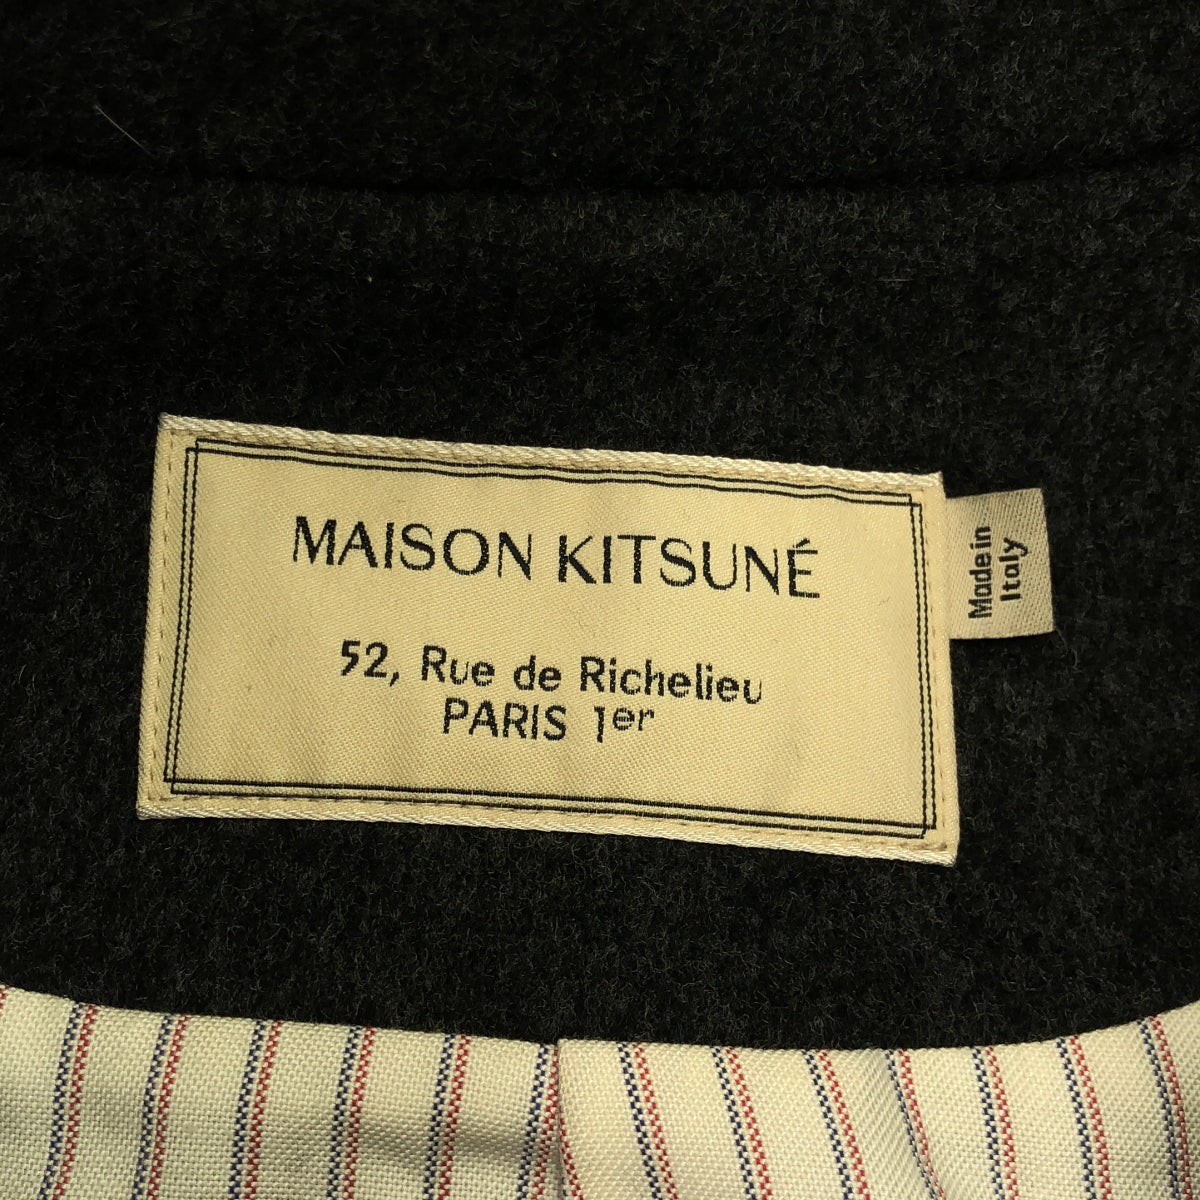 MAISON KITSUNÉ
52, Rue de Richelieu
PARIS 1er
Made in
Italy